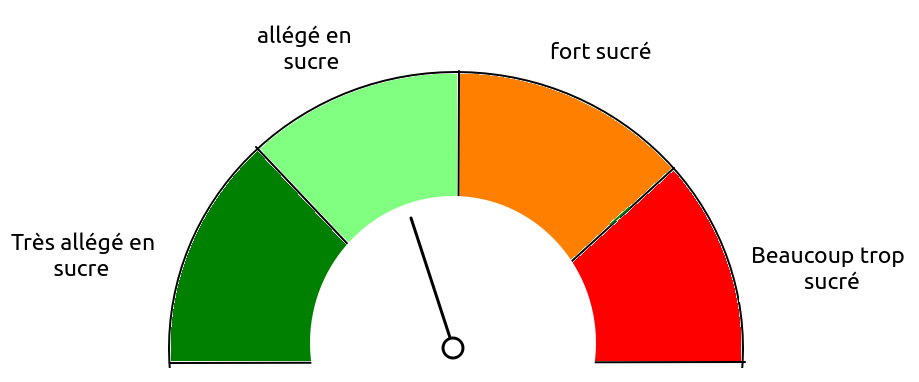 allégé en
sucre
fort sucré
Très allégé en
sucre
Beaucoup trop
sucré